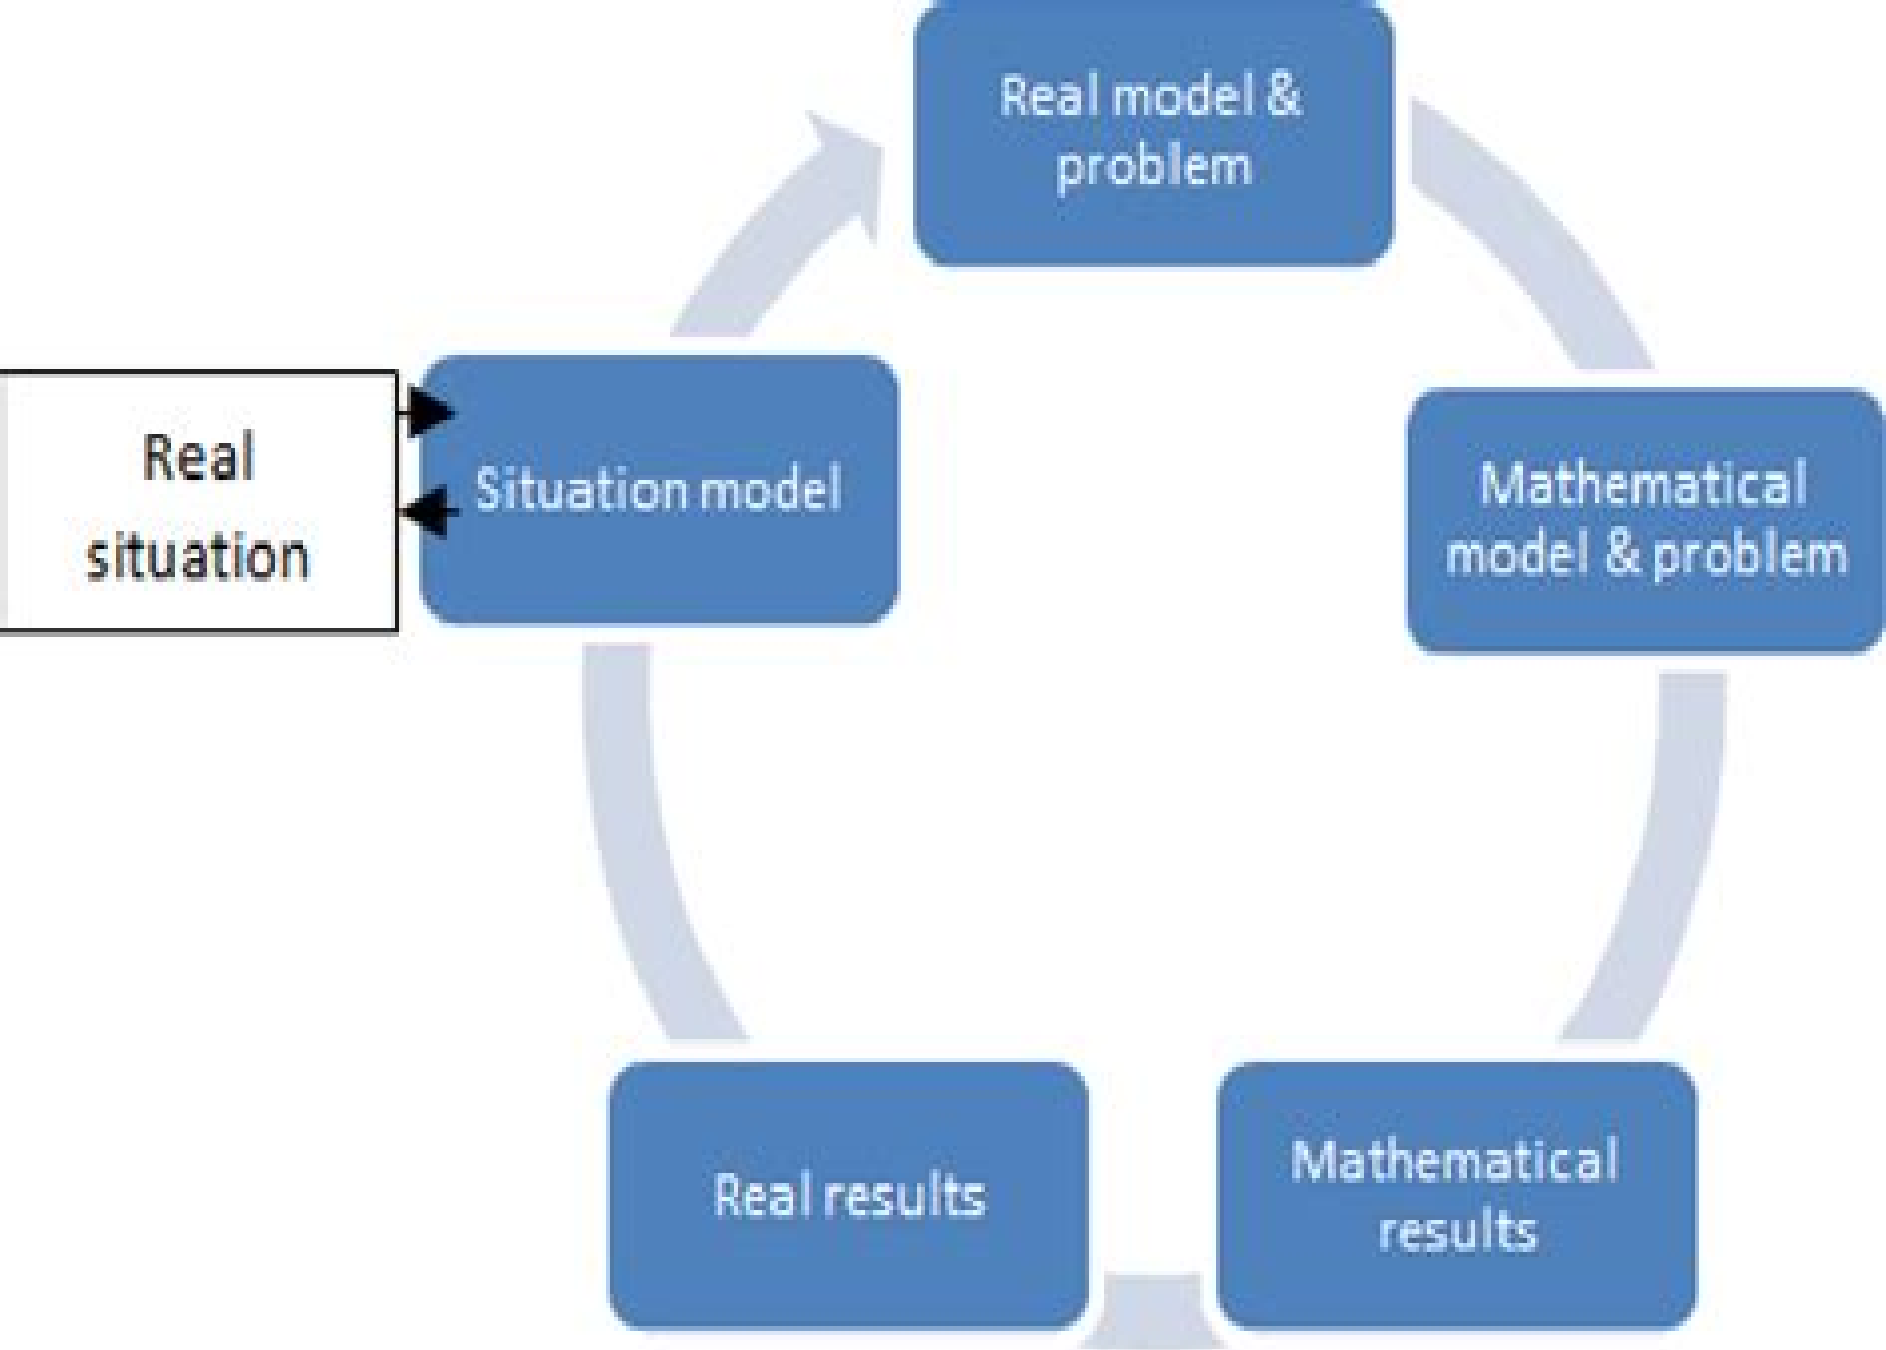 Real model &
problem
Real
situation
Situation model
Mathematical
model & problem
Real results
Mathematical
results